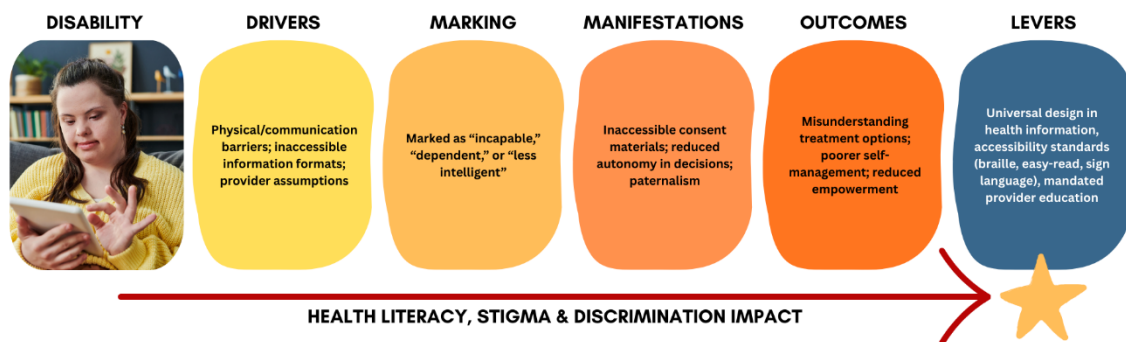 DISABILITY
DRIVERS
MARKING
MANIFESTATIONS
OUTCOMES
LEVERS
Physical/communication
barriers; inaccessible
information formats;
provider assumptions
Marked as “incapable,”
“dependent,” or “less
intelligent”
Inaccessible consent
materials; reduced
autonomy in decisions;
paternalism
Misunderstanding
treatment options;
poorer self-
management; reduced
empowerment
Universal design in
health information,
accessibility standards
(braille, easy-read, sign
language), mandated
provider education
HEALTH LITERACY, STIGMA & DISCRIMINATION IMPACT